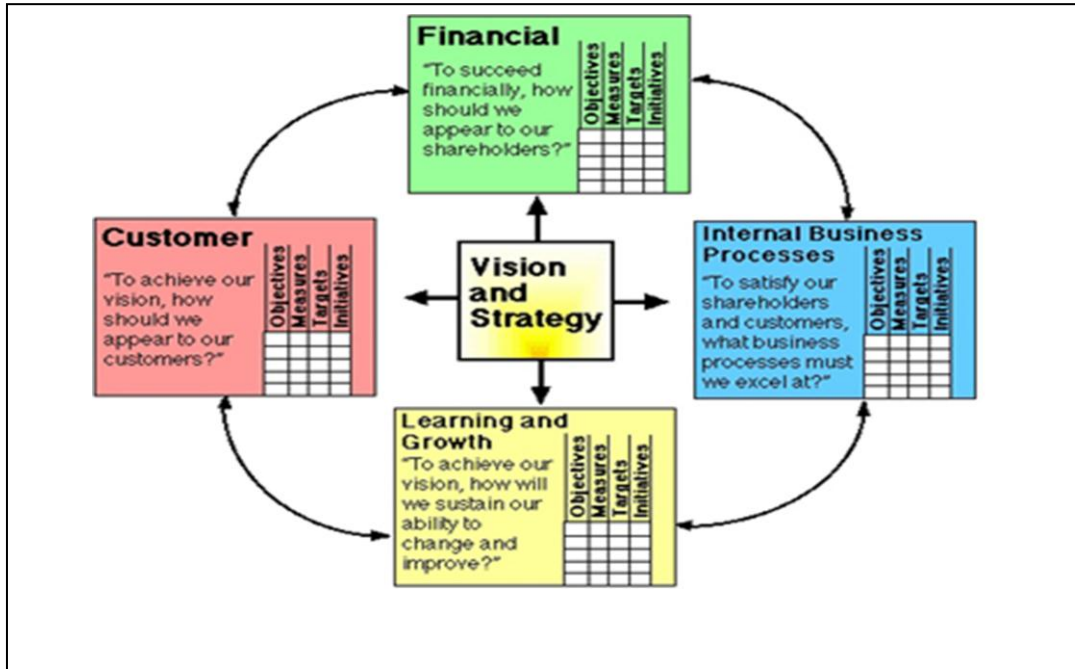 Financial
"To succeed
financially, how
should we
appear to our
shareholders?"
Objectives
Measures
Targets
Initiatives
Customer
"To achieve our
vision, how
should we
appear to our
customers?"
Objectives
Measures
Targets
Initiatives
Vision
and
Strategy
Internal Business
Processes
"To satisfy our
shareholders
and customers,
what business
processes must
we excel at?"
Objectives
Measures
Targets
Initiatives
Learning and
Growth
"To achieve our
vision, how will
we sustain our
ability to
change and
improve?"
Objectives
Measures
Targets
Initiatives